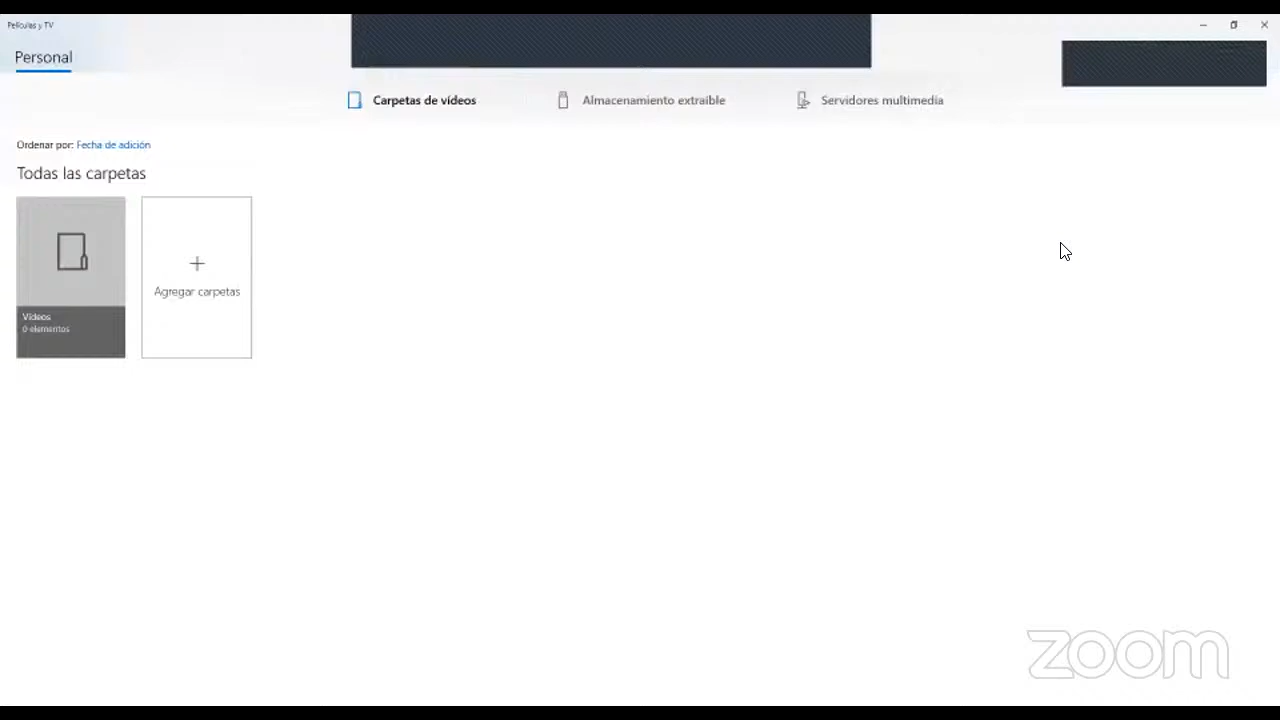 Películas y TV
Personal
Carpetas de vídeos
Almacenamiento extraíble
Servidores multimedia
Ordenar por: Fecha de adición
Todas las carpetas
Vídeos
0 elementos
Agregar carpetas
zoom